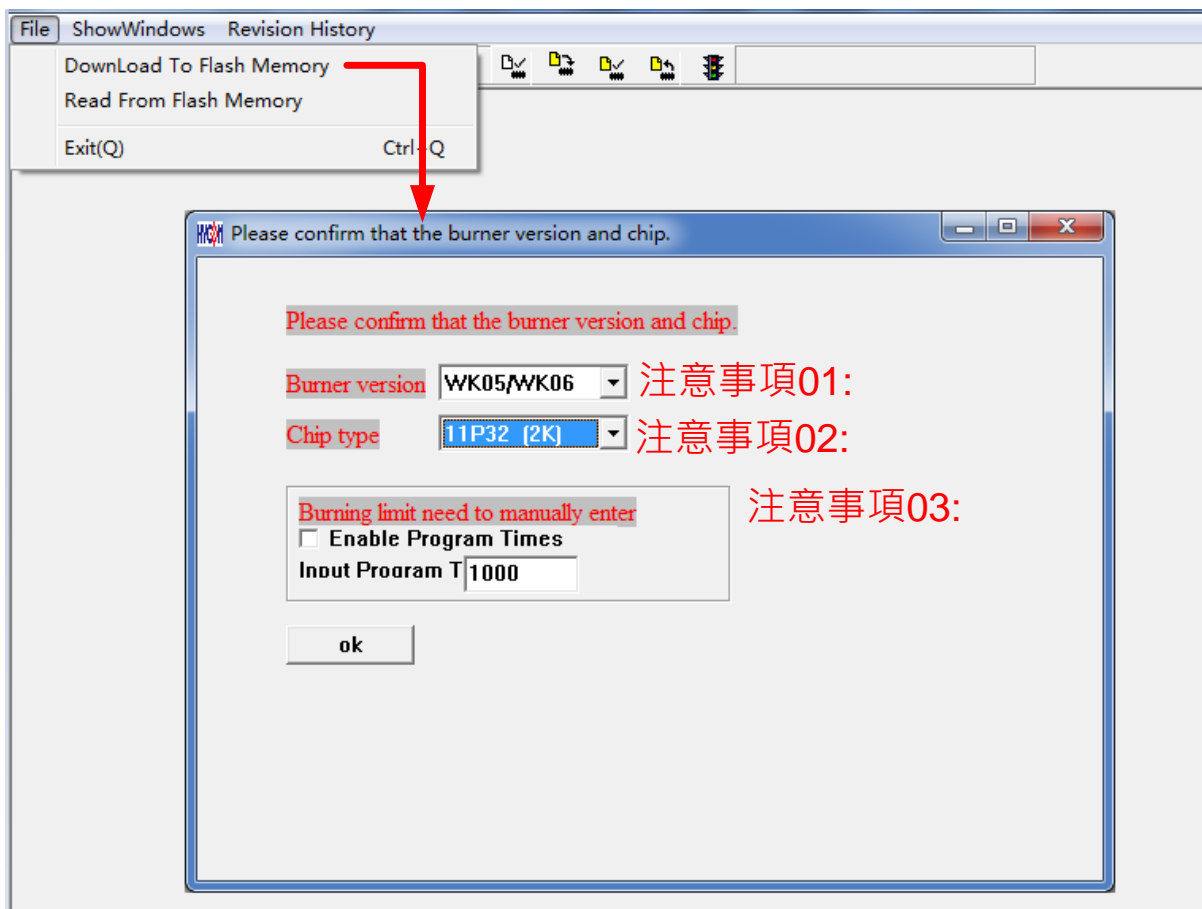 File ShowWindows Revision History
DownLoad To Flash Memory
Read From Flash Memory
Exit(Q) Ctrl+Q
HYCON Please confirm that the burner version and chip.
Please confirm that the burner version and chip.
Burner version WK05/WK06 注意事項01:
Chip type 11P32 (2K) 注意事項02:
注意事項03:
Burning limit need to manually enter
Enable Program Times
Input Program T 1000
ok